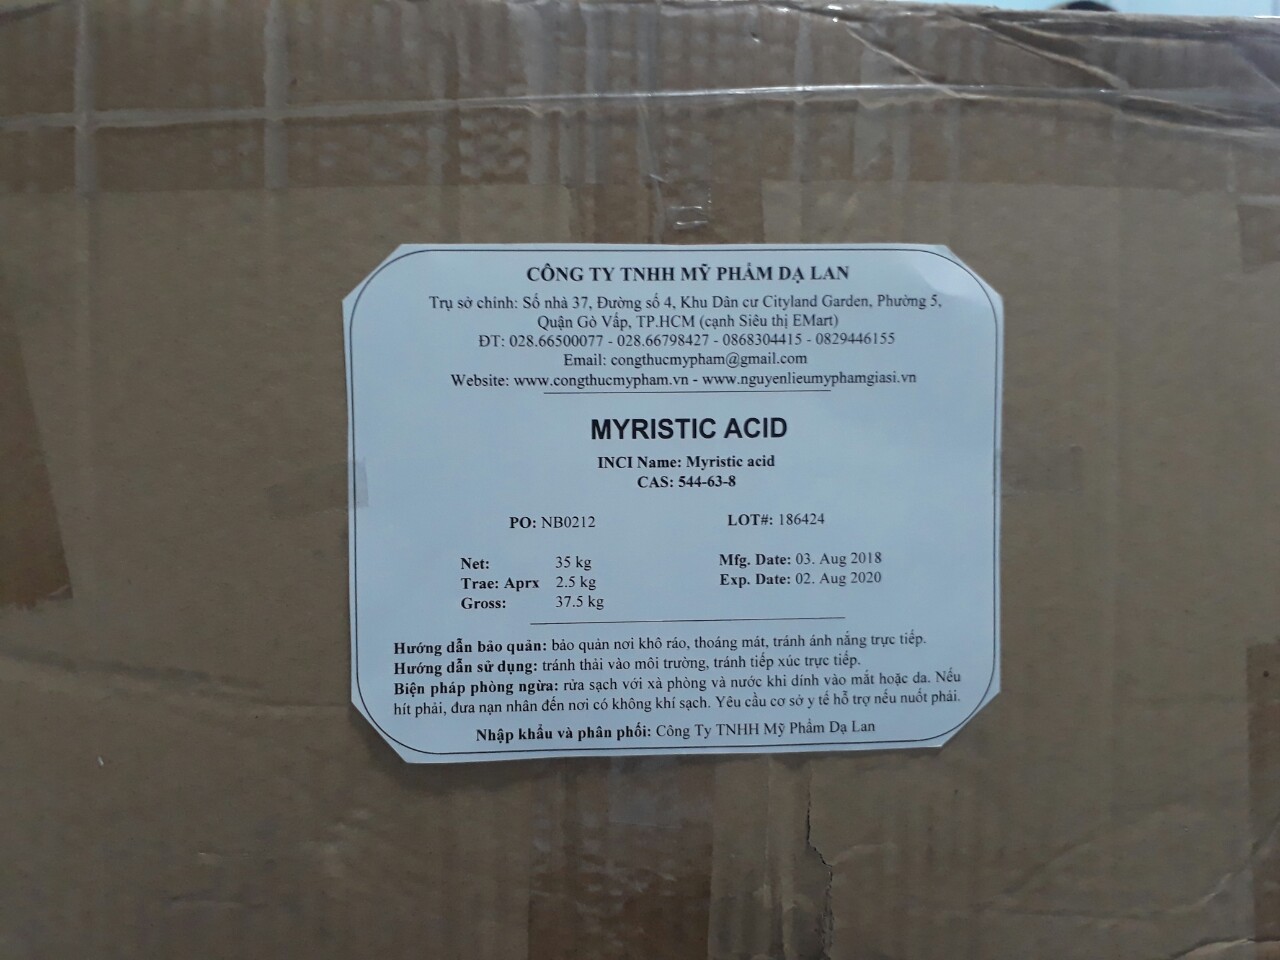 CÔNG TY TNHH MỸ PHẨM DẠ LAN
Trụ sở chính: Số nhà 37, Đường số 4, Khu Dân cư Cityland Garden, Phường 5,
Quận Gò Vấp, TP.HCM (cạnh Siêu thị EMart)
ĐT: 028.66500077 - 028.66798427 - 0868304415 - 0829446155
Email: congthucmypham@gmail.com
Website: www.congthucmypham.vn - www.nguyenlieumyphamgiasi.vn
MYRISTIC ACID
INCI Name: Myristic acid
CAS: 544-63-8
PO: NB0212 LOT#: 186424
Net: 35 kg Mfg. Date: 03. Aug 2018
Trae: Aprx 2.5 kg Exp. Date: 02. Aug 2020
Gross: 37.5 kg
Hướng dẫn bảo quản: bảo quản nơi khô ráo, thoáng mát, tránh ánh nắng trực tiếp.
Hướng dẫn sử dụng: tránh thải vào môi trường, tránh tiếp xúc trực tiếp.
Biện pháp phòng ngừa: rửa sạch với xà phòng và nước khi dính vào mắt hoặc da. Nếu
hít phải, đưa nạn nhân đến nơi có không khí sạch. Yêu cầu cơ sở y tế hỗ trợ nếu nuốt phải.
Nhập khẩu và phân phối: Công Ty TNHH Mỹ Phẩm Dạ Lan